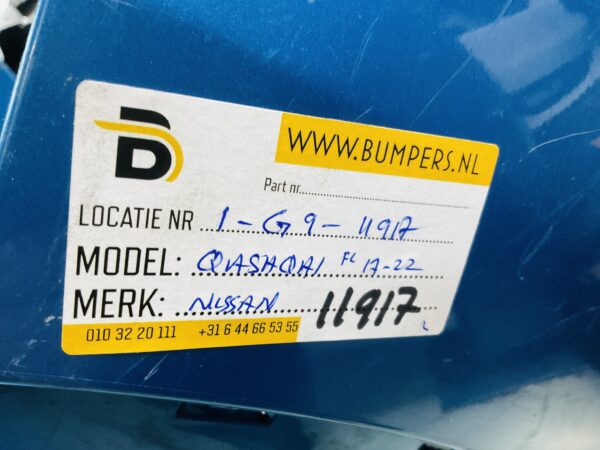 B
WWW.BUMPERS.NL
Part nr.
LOCATIE NR 1-G9-11917
MODEL: QUASHQAI FL 17-22
MERK: NISSAN 11917
010 32 20 111 +31 6 44 66 53 55